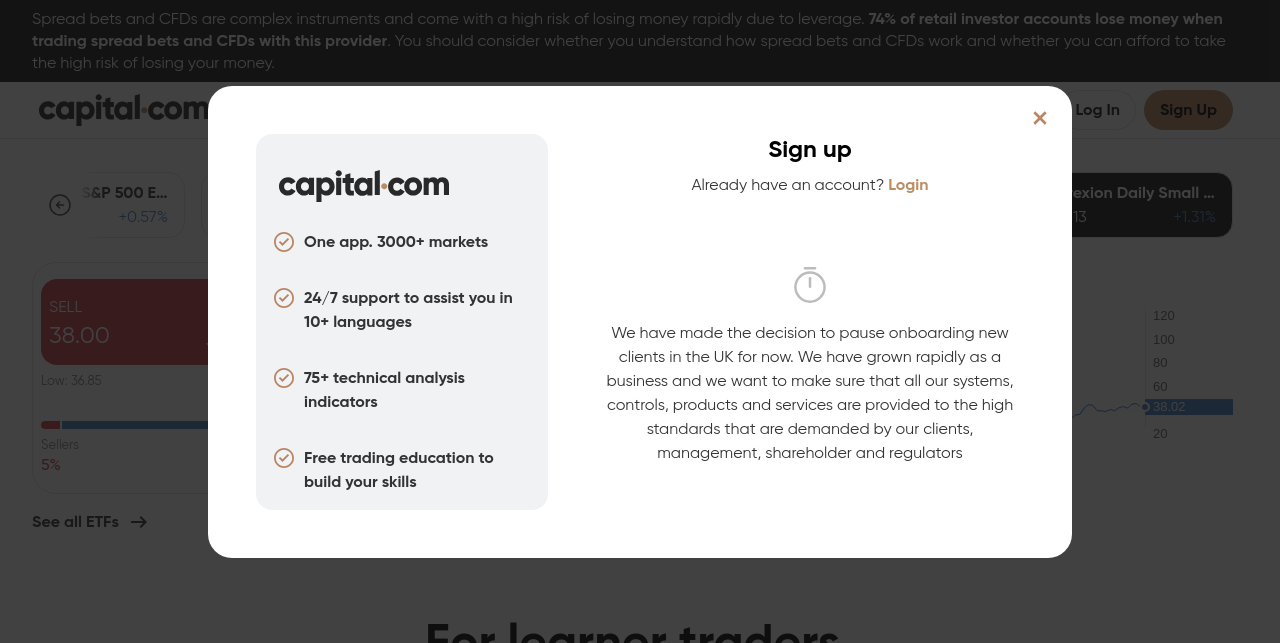 Spread bets and CFDs are complex instruments and come with a high risk of losing money rapidly due to leverage. 74% of retail investor accounts lose money when
trading spread bets and CFDs with this provider. You should consider whether you understand how spread bets and CFDs work and whether you can afford to take
the high risk of losing your money.
capital.com
Log In
Sign Up
S&P 500 E...
+0.57%
rexion Daily Small ...
13
+1.31%
SELL
38.00
Low: 36.85
Sellers
5%
See all ETFs
120
100
80
60
38.02
20
capital.com
One app. 3000+ markets
24/7 support to assist you in
10+ languages
75+ technical analysis
indicators
Free trading education to
build your skills
Sign up
Already have an account? Login
We have made the decision to pause onboarding new
clients in the UK for now. We have grown rapidly as a
business and we want to make sure that all our systems,
controls, products and services are provided to the high
standards that are demanded by our clients,
management, shareholder and regulators
For learner traders